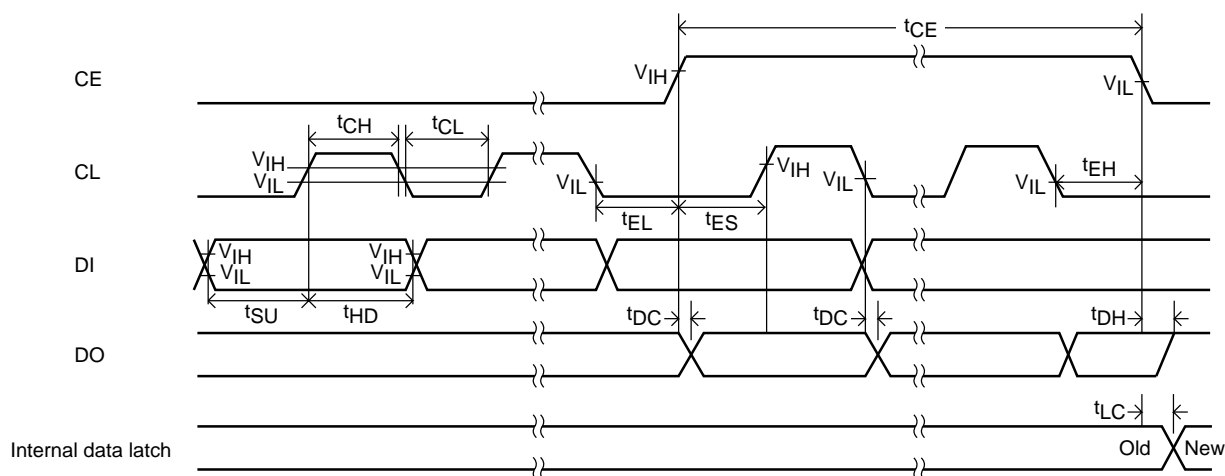 tCE
CE
VIH
VIL
tCH
tCL
VIH
VIL
CL
VIL
VIH
VIL
VIL
tEH
tEL
tES
DI
VIH
VIL
VIH
VIL
tSU
tHD
tDC
tDC
tDH
DO
tLC
Internal data latch
Old
New